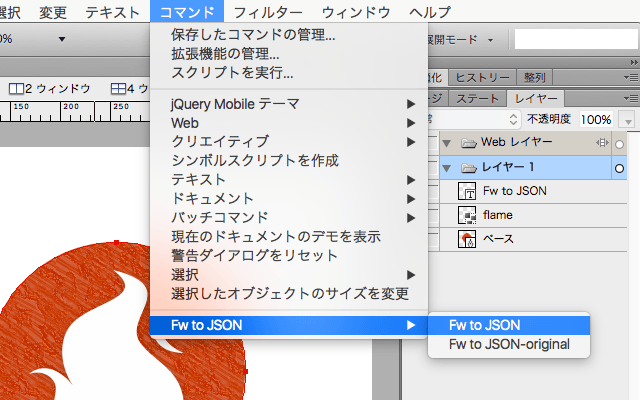 選択 変更 テキスト コマンド フィルター ウィンドウ ヘルプ
0%
展開モード
保存したコマンドの管理...
拡張機能の管理...
スクリプトを実行...
2 ウィンドウ
4 ウ
ヒストリー 整列
ステート レイヤー
150 200 250
不透明度 100%
jQuery Mobile テーマ
Web
クリエイティブ
シンボルスクリプトを作成
テキスト
ドキュメント
バッチコマンド
現在のドキュメントのデモを表示
警告ダイアログをリセット
選択
選択したオブジェクトのサイズを変更
Fw to JSON
Web レイヤー
レイヤー 1
Fw to JSON
flame
ベース
Fw to JSON
Fw to JSON-original